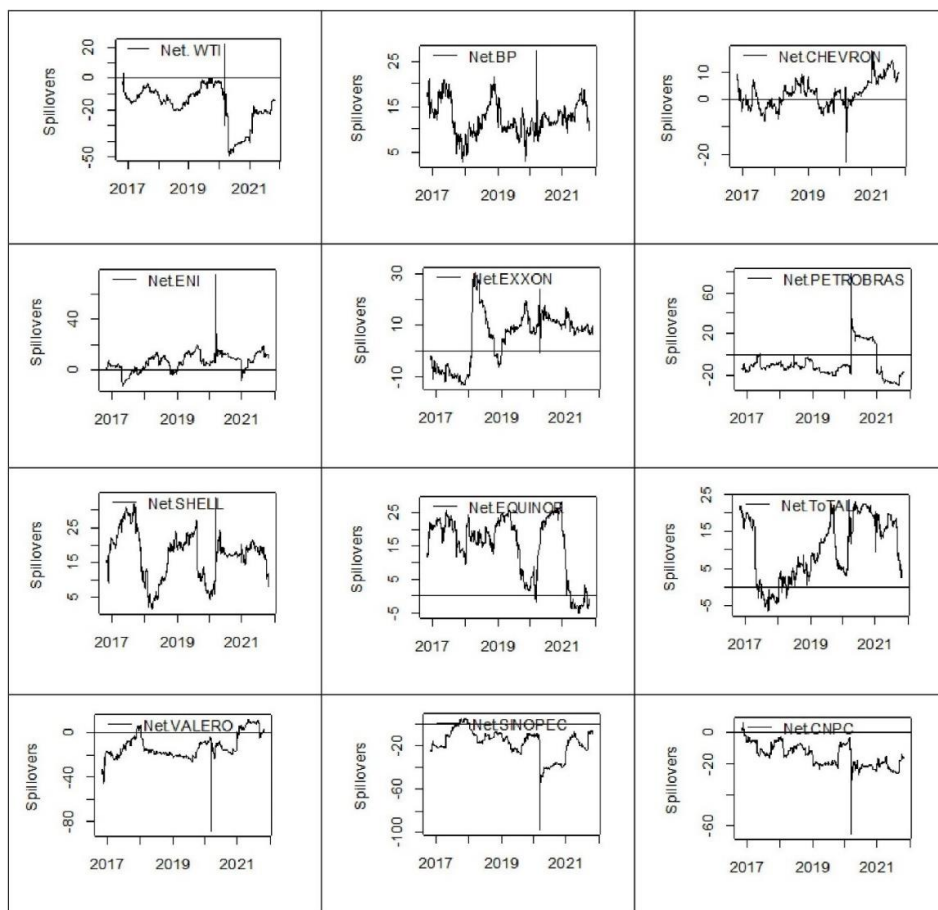 Net. WTI
Spillovers
20
0
-20
-50
2017 2019 2021
Net.BP
Spillovers
25
15
5
2017 2019 2021
Net.CHEVRON
Spillovers
10
0
-20
2017 2019 2021
Net.ENI
Spillovers
40
0
2017 2019 2021
Net.EXXON
Spillovers
30
10
-10
2017 2019 2021
Net.PETROBRAS
Spillovers
60
20
-20
2017 2019 2021
Net.SHELL
Spillovers
25
15
5
2017 2019 2021
Net.EQUINOR
Spillovers
25
15
5
-5
2017 2019 2021
Net.ToTAL
Spillovers
25
15
5
-5
2017 2019 2021
Net.VALERO
Spillovers
0
-40
-80
2017 2019 2021
Net.SINOPEC
Spillovers
-20
-60
-100
2017 2019 2021
Net.CNPC
Spillovers
0
-20
-60
2017 2019 2021